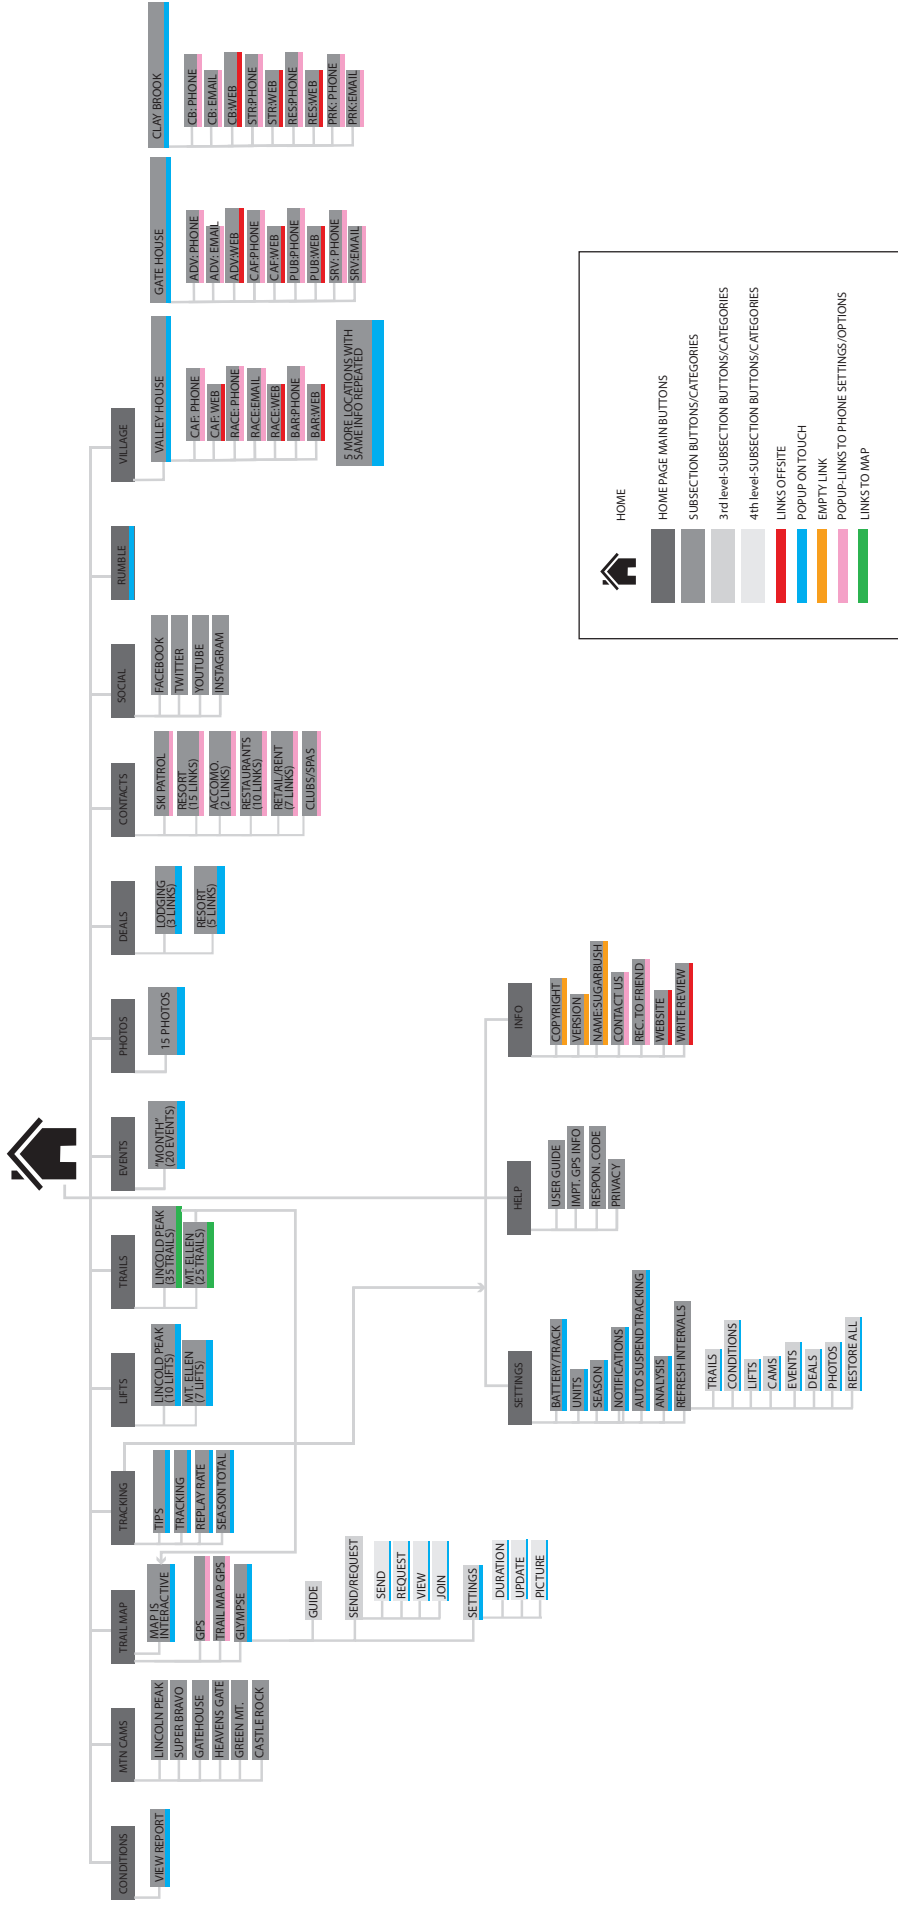 CONDITIONS
VIEW REPORT
MTN CAMS
LINCOLN PEAK
SUPER BRAVO
GATEHOUSE
HEAVENS GATE
GREEN MT.
CASTLE ROCK
TRAIL MAP
MAP IS
INTERACTIVE
GPS
TRAIL MAP GPS
GLYMPSE
GUIDE
SEND/REQUEST
SEND
REQUEST
VIEW
JOIN
SETTINGS
DURATION
UPDATE
PICTURE
TRACKING
TIPS
TRACKING
REPLAY RATE
SEASON TOTAL
LIFTS
LINCOLD PEAK
(10 LIFTS)
MT. ELLEN
(7 LIFTS)
TRAILS
LINCOLD PEAK
(35 TRAILS)
MT. ELLEN
(25 TRAILS)
EVENTS
"MONTH"
(20 EVENTS)
PHOTOS
15 PHOTOS
DEALS
LODGING
(3 LINKS)
RESORT
(5 LINKS)
CONTACTS
SKI PATROL
RESORT
(15 LINKS)
ACCOMO.
(2 LINKS)
RESTAURANTS
(10 LINKS)
RETAIL/RENT
(7 LINKS)
CLUBS/SPAS
SOCIAL
FACEBOOK
TWITTER
YOUTUBE
INSTAGRAM
RUMBLE
VILLAGE
VALLEY HOUSE
CAF: PHONE
CAF: WEB
RACE: PHONE
RACE:EMAIL
RACE:WEB
BAR:PHONE
BAR:WEB
5 MORE LOCATIONS WITH
SAME INFO REPEATED
GATE HOUSE
ADV: PHONE
ADV: EMAIL
ADV:WEB
CAF:PHONE
CAF:WEB
PUB:PHONE
PUB:WEB
SRV: PHONE
SRV:EMAIL
CLAY BROOK
CB: PHONE
CB: EMAIL
CB:WEB
STR:PHONE
STR:WEB
RES:PHONE
RES:WEB
PRK: PHONE
PRK:EMAIL
SETTINGS
BATTERY/TRACK
UNITS
SEASON
NOTIFICATIONS
AUTO SUSPEND TRACKING
ANALYSIS
REFRESH INTERVALS
TRAILS
CONDITIONS
LIFTS
CAMS
EVENTS
DEALS
PHOTOS
RESTORE ALL
HELP
USER GUIDE
IMPT. GPS INFO
RESPON. CODE
PRIVACY
INFO
COPYRIGHT
VERSION
NAME:SUGARBUSH
CONTACT US
REC. TO FRIEND
WEBSITE
WRITE REVIEW
HOME
HOME PAGE MAIN BUTTONS
SUBSECTION BUTTONS/CATEGORIES
3rd level-SUBSECTION BUTTONS/CATEGORIES
4th level-SUBSECTION BUTTONS/CATEGORIES
LINKS OFFSITE
POPUP ON TOUCH
EMPTY LINK
POPUP-LINKS TO PHONE SETTINGS/OPTIONS
LINKS TO MAP